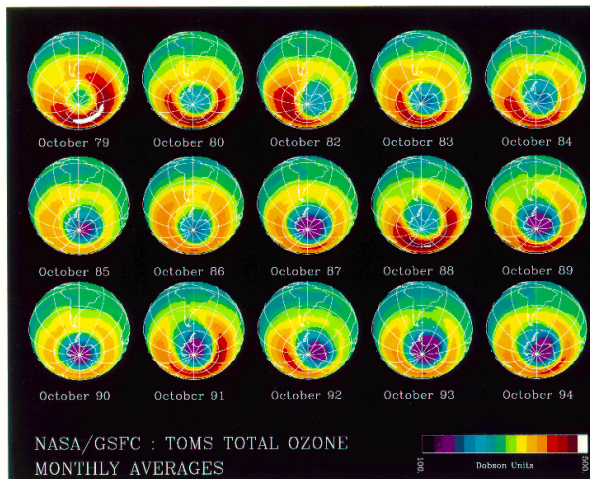 October 79 October 80 October 82 October 83 October 84
October 85 October 86 October 87 October 88 October 89
October 90 October 91 October 92 October 93 October 94
NASA/GSFC : TOMS TOTAL OZONE
MONTHLY AVERAGES
100. 500.
Dobson Units